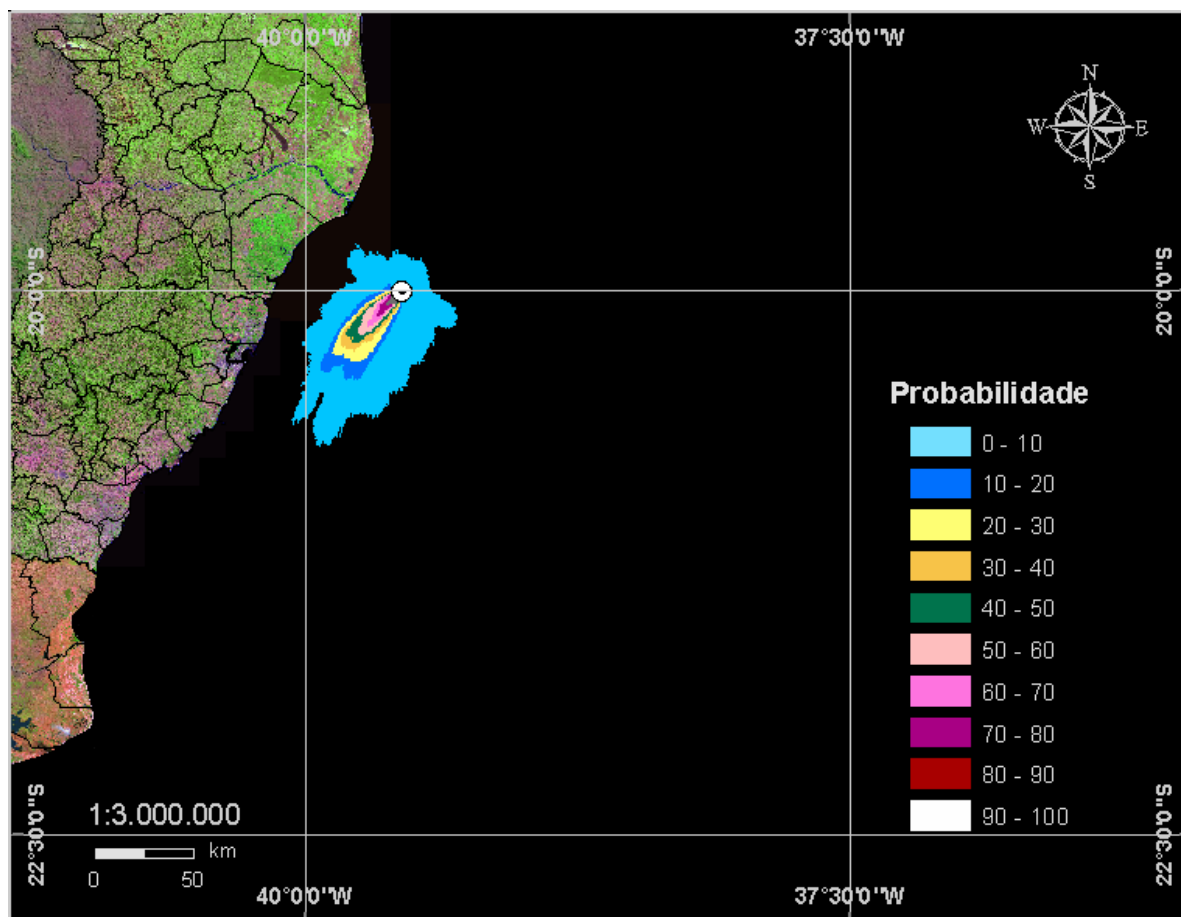 40°0'0"W 37°30'0"W
N
W E
S
20°0'0"S 20°0'0"S
Probabilidade
0 - 10
10 - 20
20 - 30
30 - 40
40 - 50
50 - 60
60 - 70
70 - 80
80 - 90
90 - 100
1:3.000.000
km
0 50
22°30'0"S 22°30'0"S
40°0'0"W 37°30'0"W